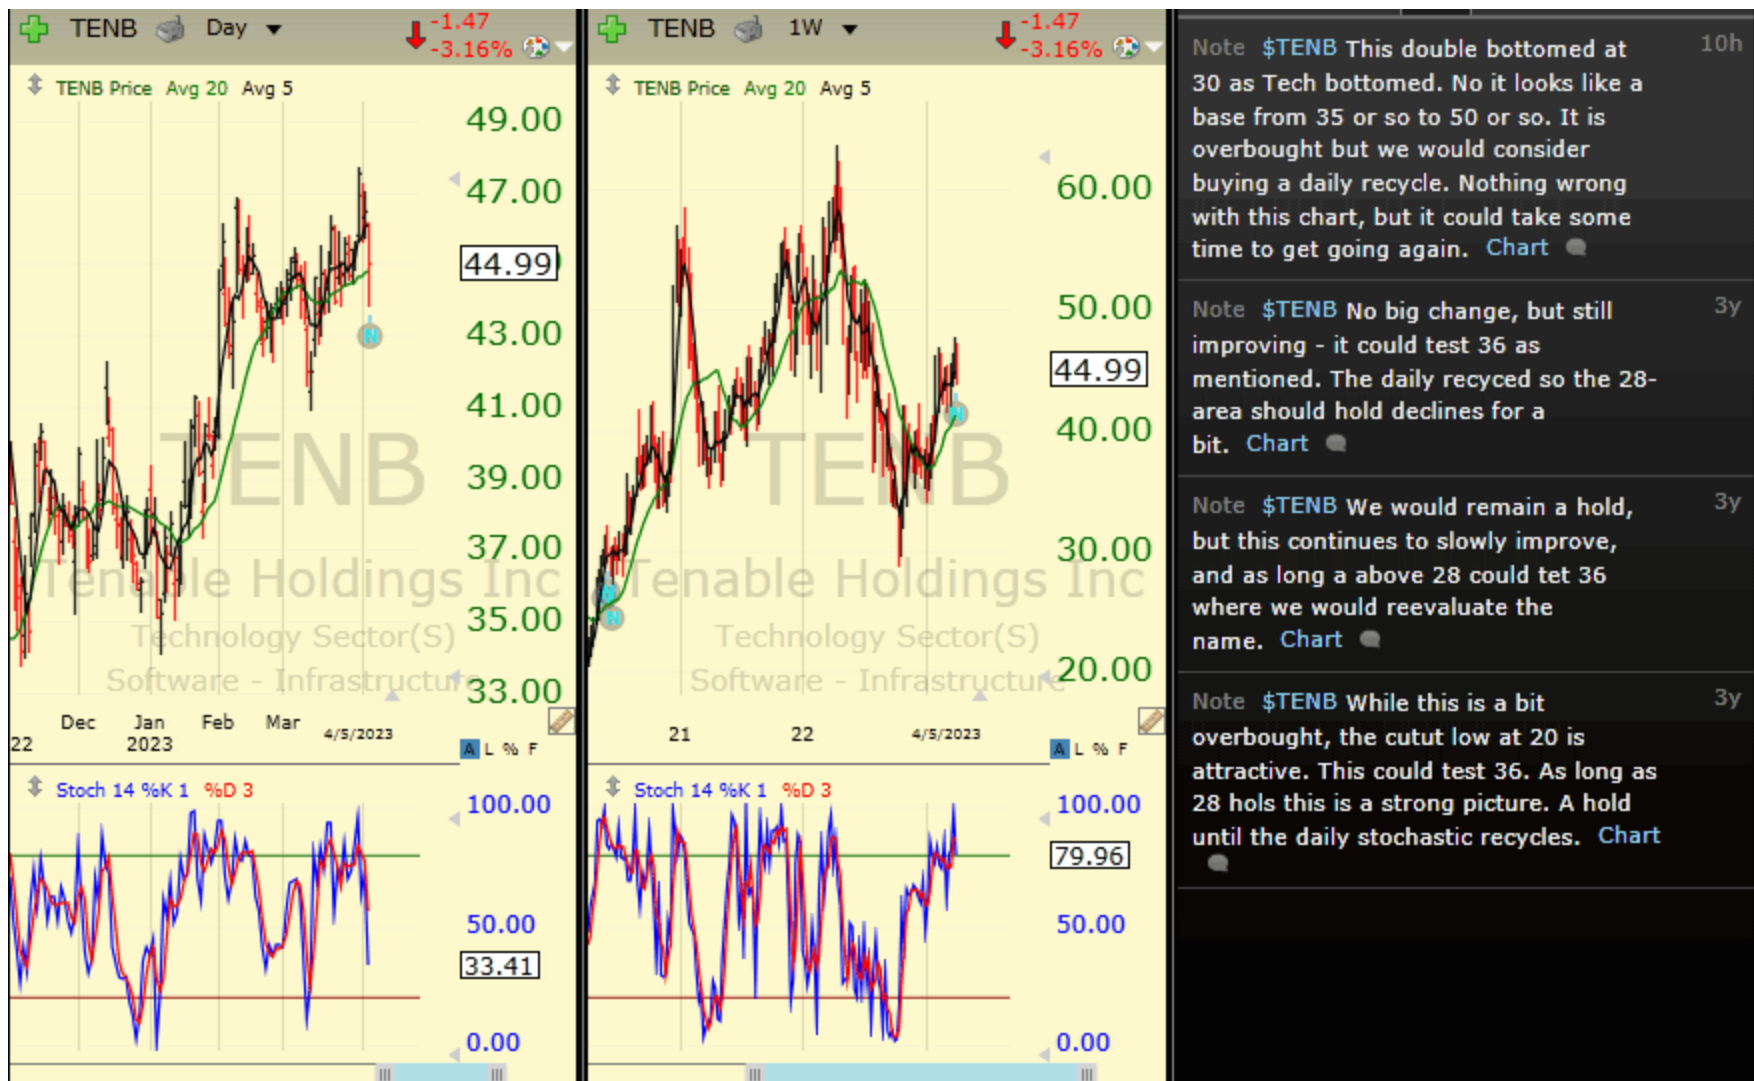 TENB Day
-1.47
-3.16%
TENB Price Avg 20 Avg 5
49.00
47.00
44.99
43.00
41.00
39.00
37.00
35.00
33.00
TENB
Tenable Holdings Inc
Technology Sector(S)
Software - Infrastructure
N
22 Dec Jan Feb Mar 4/5/2023
2023
A L % F
Stoch 14 %K 1 %D 3
100.00
50.00
33.41
0.00
TENB 1W
-1.47
-3.16%
TENB Price Avg 20 Avg 5
60.00
50.00
44.99
40.00
30.00
20.00
TENB
Tenable Holdings Inc
Technology Sector(S)
Software - Infrastructure
N
N
21 22 4/5/2023
A L % F
Stoch 14 %K 1 %D 3
100.00
79.96
50.00
0.00
Note $TENB This double bottomed at 10h
30 as Tech bottomed. No it looks like a
base from 35 or so to 50 or so. It is
overbought but we would consider
buying a daily recycle. Nothing wrong
with this chart, but it could take some
time to get going again. Chart
Note $TENB No big change, but still 3y
improving - it could test 36 as
mentioned. The daily recyced so the 28-
area should hold declines for a
bit. Chart
Note $TENB We would remain a hold, 3y
but this continues to slowly improve,
and as long a above 28 could tet 36
where we would reevaluate the
name. Chart
Note $TENB While this is a bit 3y
overbought, the cutut low at 20 is
attractive. This could test 36. As long as
28 hols this is a strong picture. A hold
until the daily stochastic recycles. Chart